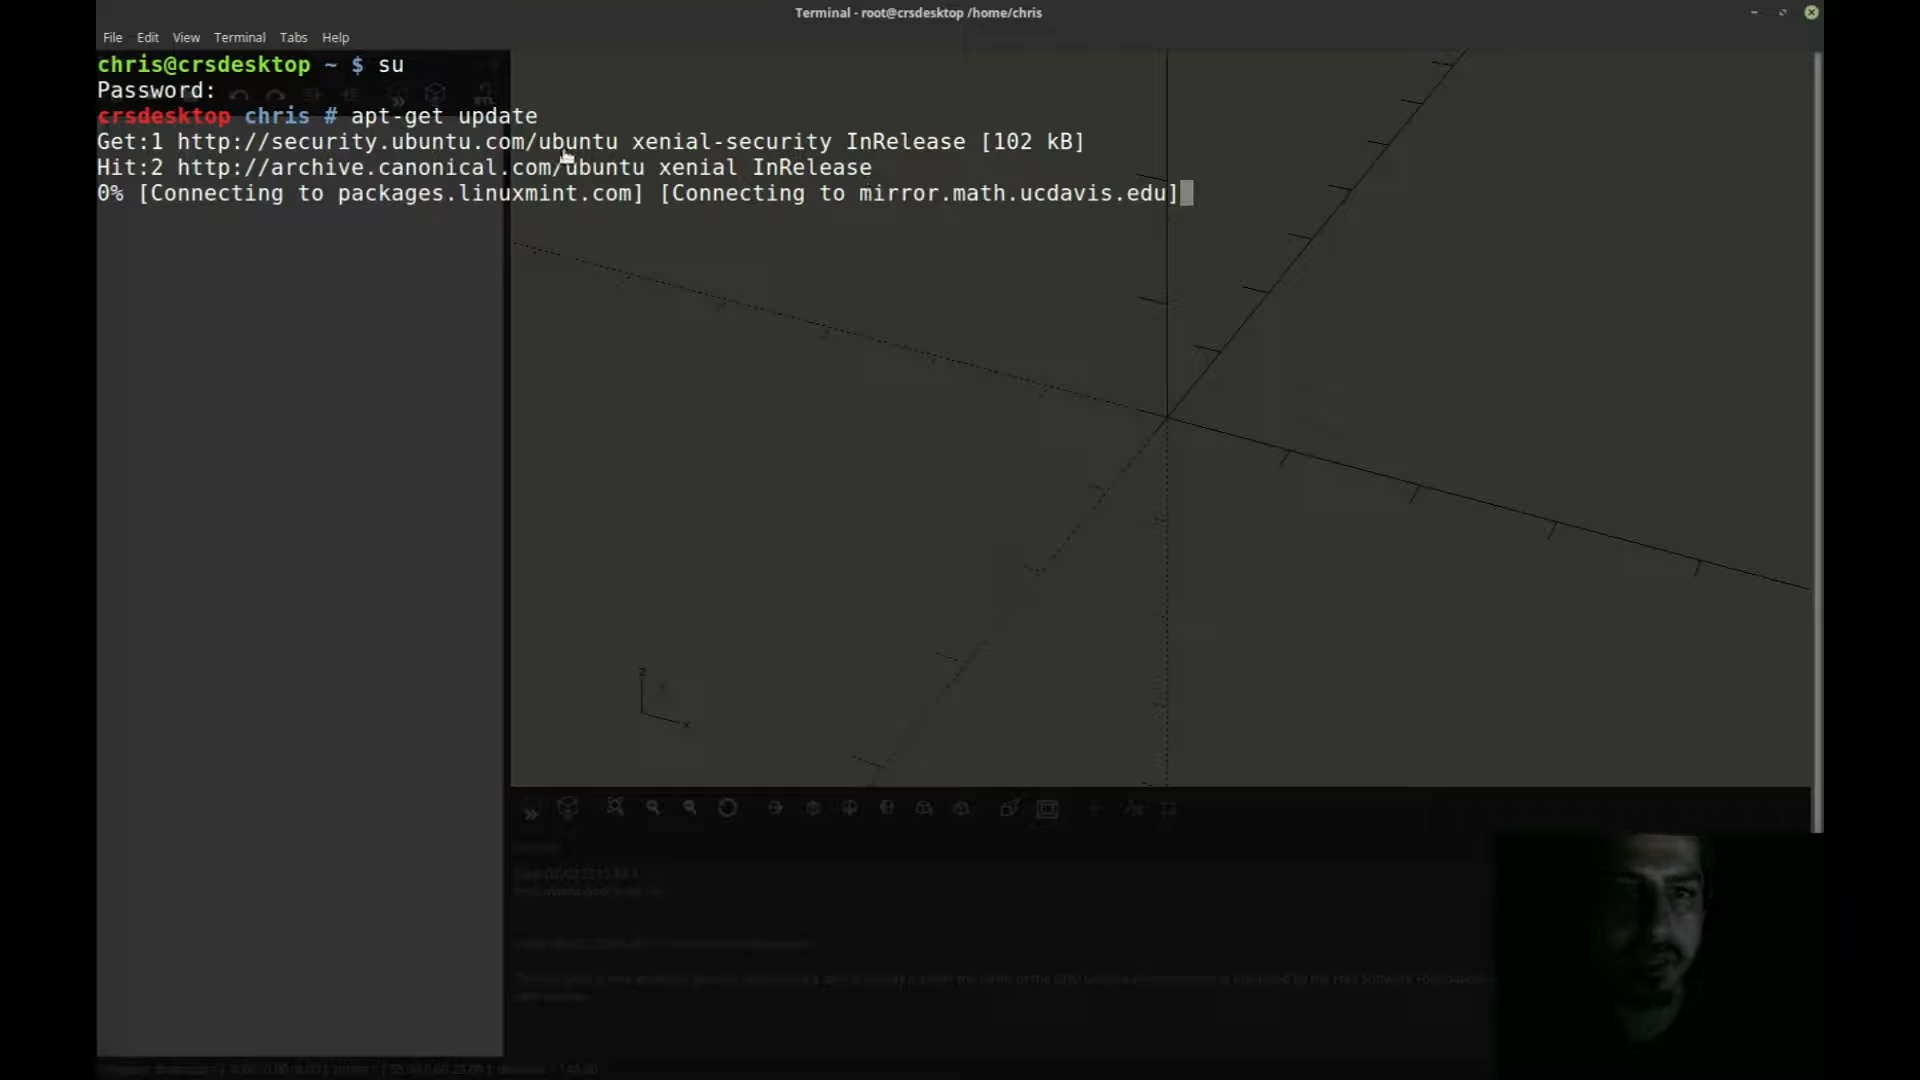 Terminal - root@crsdesktop /home/chris
File Edit View Terminal Tabs Help
chris@crsdesktop ~ $ su
Password:
crsdesktop chris # apt-get update
Get:1 http://security.ubuntu.com/ubuntu xenial-security InRelease [102 kB]
Hit:2 http://archive.canonical.com/ubuntu xenial InRelease
0% [Connecting to packages.linuxmint.com] [Connecting to mirror.math.ucdavis.edu]
z
x